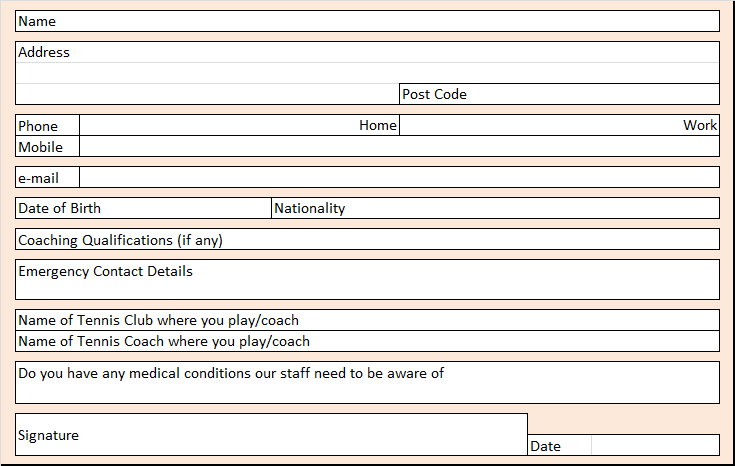 Name
Address
Post Code
Phone Home Work
Mobile
e-mail
Date of Birth Nationality
Coaching Qualifications (if any)
Emergency Contact Details
Name of Tennis Club where you play/coach
Name of Tennis Coach where you play/coach
Do you have any medical conditions our staff need to be aware of
Signature
Date